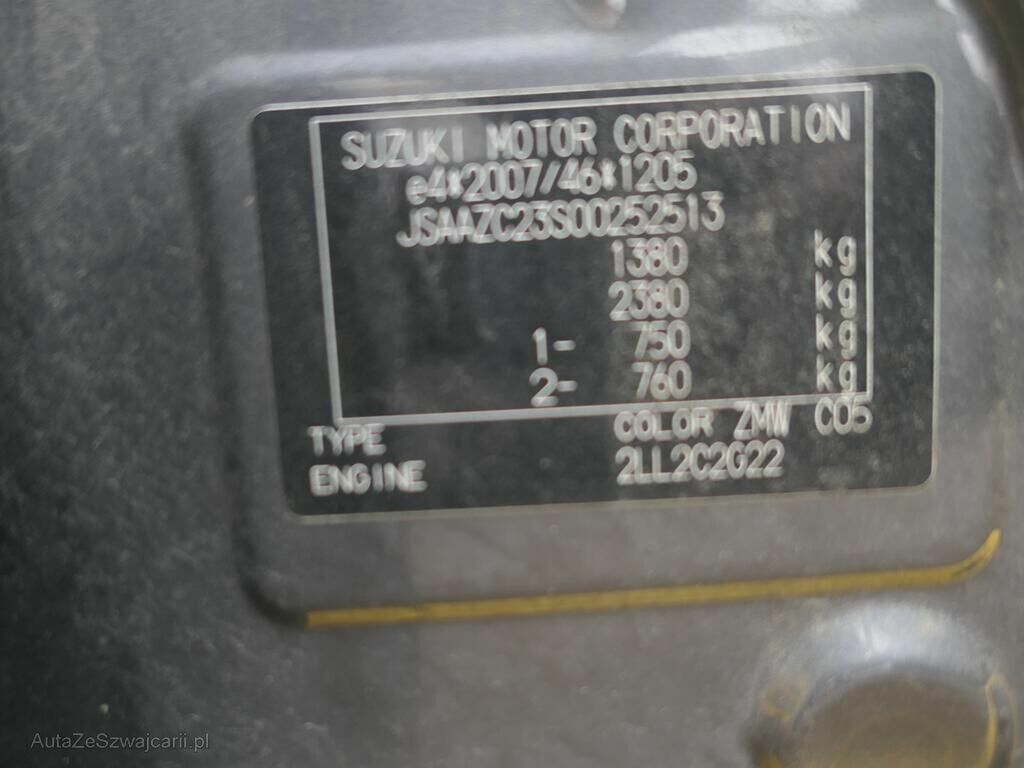 SUZUKI MOTOR CORPORATION
e4*2007/46*1205
JSAAZC23S00252513
1380 kg
2380 kg
1- 750 kg
2- 760 kg
TYPE COLOR ZMW C05
ENGINE 2LL2C2G22
AutaZeSzwajcarii.pl